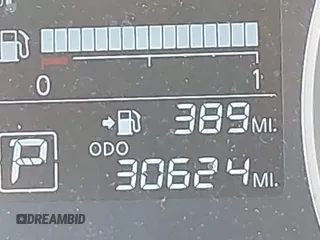 0 1
389 MI.
ODO
P 30624 MI.
DREAMBID